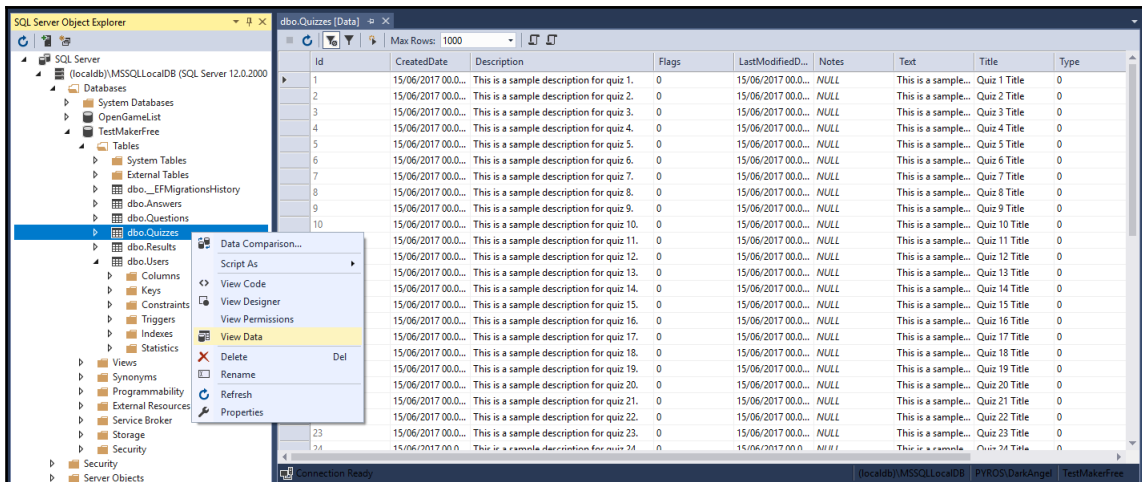 SQL Server Object Explorer
SQL Server
(localdb)\MSSQLLocalDB (SQL Server 12.0.2000
Databases
System Databases
OpenGameList
TestMakerFree
Tables
System Tables
External Tables
dbo.__EFMigrationsHistory
dbo.Answers
dbo.Questions
dbo.Quizzes
dbo.Results
dbo.Users
Columns
Keys
Constraints
Triggers
Indexes
Statistics
Views
Synonyms
Programmability
External Resources
Service Broker
Storage
Security
Security
Server Objects
Data Comparison...
Script As
View Code
View Designer
View Permissions
View Data
Delete Del
Rename
Refresh
Properties
dbo.Quizzes [Data]
Max Rows: 1000
Id CreatedDate Description Flags LastModifiedD... Notes Text Title Type
1 15/06/2017 00.0... This is a sample description for quiz 1. 0 15/06/2017 00.0... NULL This is a sample... Quiz 1 Title 0
2 15/06/2017 00.0... This is a sample description for quiz 2. 0 15/06/2017 00.0... NULL This is a sample... Quiz 2 Title 0
3 15/06/2017 00.0... This is a sample description for quiz 3. 0 15/06/2017 00.0... NULL This is a sample... Quiz 3 Title 0
4 15/06/2017 00.0... This is a sample description for quiz 4. 0 15/06/2017 00.0... NULL This is a sample... Quiz 4 Title 0
5 15/06/2017 00.0... This is a sample description for quiz 5. 0 15/06/2017 00.0... NULL This is a sample... Quiz 5 Title 0
6 15/06/2017 00.0... This is a sample description for quiz 6. 0 15/06/2017 00.0... NULL This is a sample... Quiz 6 Title 0
7 15/06/2017 00.0... This is a sample description for quiz 7. 0 15/06/2017 00.0... NULL This is a sample... Quiz 7 Title 0
8 15/06/2017 00.0... This is a sample description for quiz 8. 0 15/06/2017 00.0... NULL This is a sample... Quiz 8 Title 0
9 15/06/2017 00.0... This is a sample description for quiz 9. 0 15/06/2017 00.0... NULL This is a sample... Quiz 9 Title 0
10 15/06/2017 00.0... This is a sample description for quiz 10. 0 15/06/2017 00.0... NULL This is a sample... Quiz 10 Title 0
15/06/2017 00.0... This is a sample description for quiz 11. 0 15/06/2017 00.0... NULL This is a sample... Quiz 11 Title 0
15/06/2017 00.0... This is a sample description for quiz 12. 0 15/06/2017 00.0... NULL This is a sample... Quiz 12 Title 0
15/06/2017 00.0... This is a sample description for quiz 13. 0 15/06/2017 00.0... NULL This is a sample... Quiz 13 Title 0
15/06/2017 00.0... This is a sample description for quiz 14. 0 15/06/2017 00.0... NULL This is a sample... Quiz 14 Title 0
15/06/2017 00.0... This is a sample description for quiz 15. 0 15/06/2017 00.0... NULL This is a sample... Quiz 15 Title 0
15/06/2017 00.0... This is a sample description for quiz 16. 0 15/06/2017 00.0... NULL This is a sample... Quiz 16 Title 0
15/06/2017 00.0... This is a sample description for quiz 17. 0 15/06/2017 00.0... NULL This is a sample... Quiz 17 Title 0
15/06/2017 00.0... This is a sample description for quiz 18. 0 15/06/2017 00.0... NULL This is a sample... Quiz 18 Title 0
15/06/2017 00.0... This is a sample description for quiz 19. 0 15/06/2017 00.0... NULL This is a sample... Quiz 19 Title 0
15/06/2017 00.0... This is a sample description for quiz 20. 0 15/06/2017 00.0... NULL This is a sample... Quiz 20 Title 0
15/06/2017 00.0... This is a sample description for quiz 21. 0 15/06/2017 00.0... NULL This is a sample... Quiz 21 Title 0
15/06/2017 00.0... This is a sample description for quiz 22. 0 15/06/2017 00.0... NULL This is a sample... Quiz 22 Title 0
23 15/06/2017 00.0... This is a sample description for quiz 23. 0 15/06/2017 00.0... NULL This is a sample... Quiz 23 Title 0
24 15/06/2017 00.0... This is a sample description for quiz 24. 0 15/06/2017 00.0... NULL This is a sample... Quiz 24 Title 0
Connection Ready (localdb)\MSSQLLocalDB PYROS\DarkAngel TestMakerFree